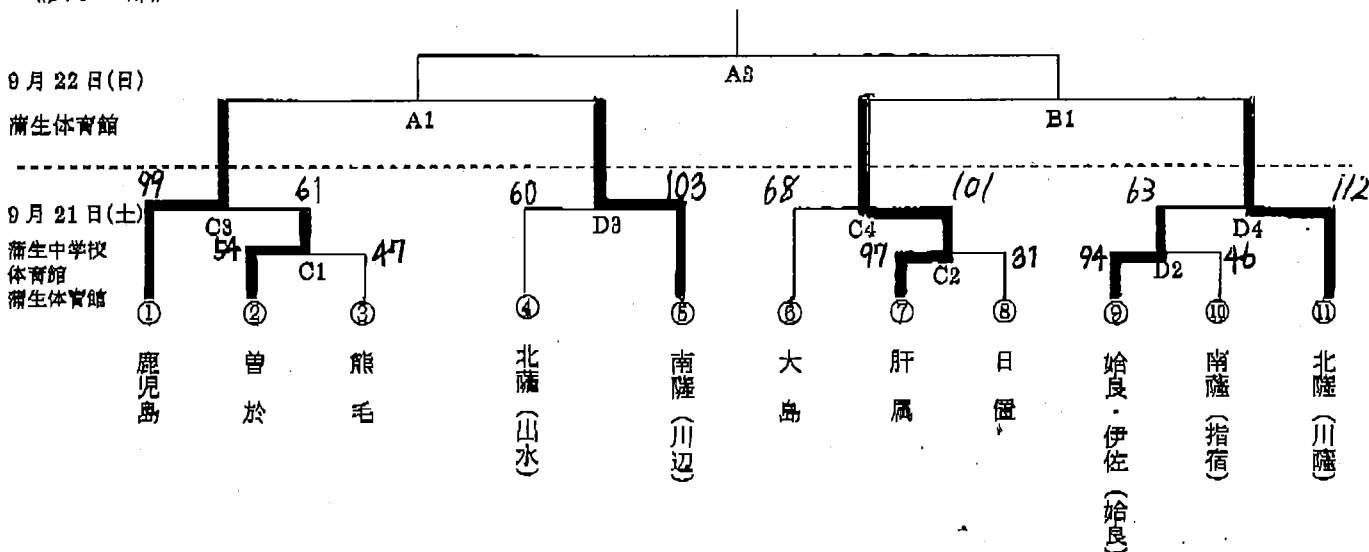 A3
9月22日(日)
蒲生体育館
A1
B1
99
61
60
103
68
101
63
112
9月21日(土)
C3
D3
C4
D4
蒲生中学校
体育館
蒲生体育館
54
47
97
31
94
46
C1
C2
D2
① ② ③ ④ ⑤ ⑥ ⑦ ⑧ ⑨ ⑩ ⑪
鹿児島
曽於
熊毛
北薩(出水)
南薩(川辺)
大島
肝属
日置
姶良・伊佐(姶良)
南薩(指宿)
北薩(川薩)